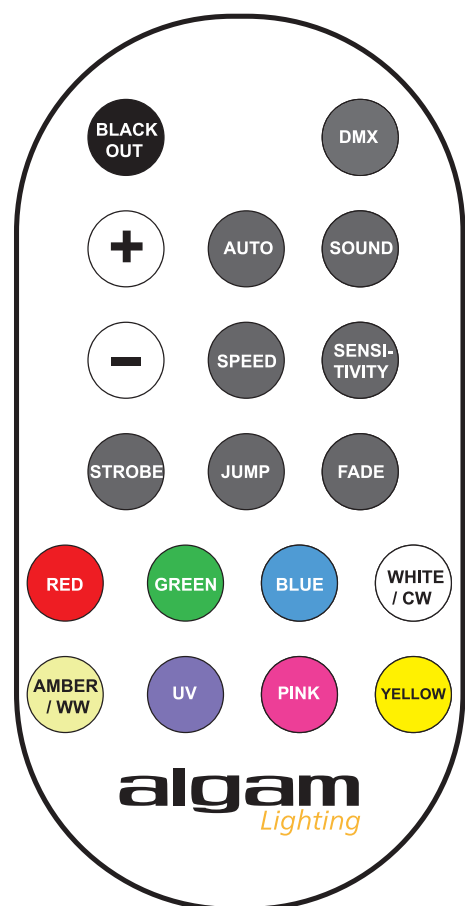 BLACK
OUT
DMX
+
AUTO
SOUND
-
SPEED
SENSI-
TIVITY
STROBE
JUMP
FADE
RED
GREEN
BLUE
WHITE
/ CW
AMBER
/ WW
UV
PINK
YELLOW
algam
Lighting